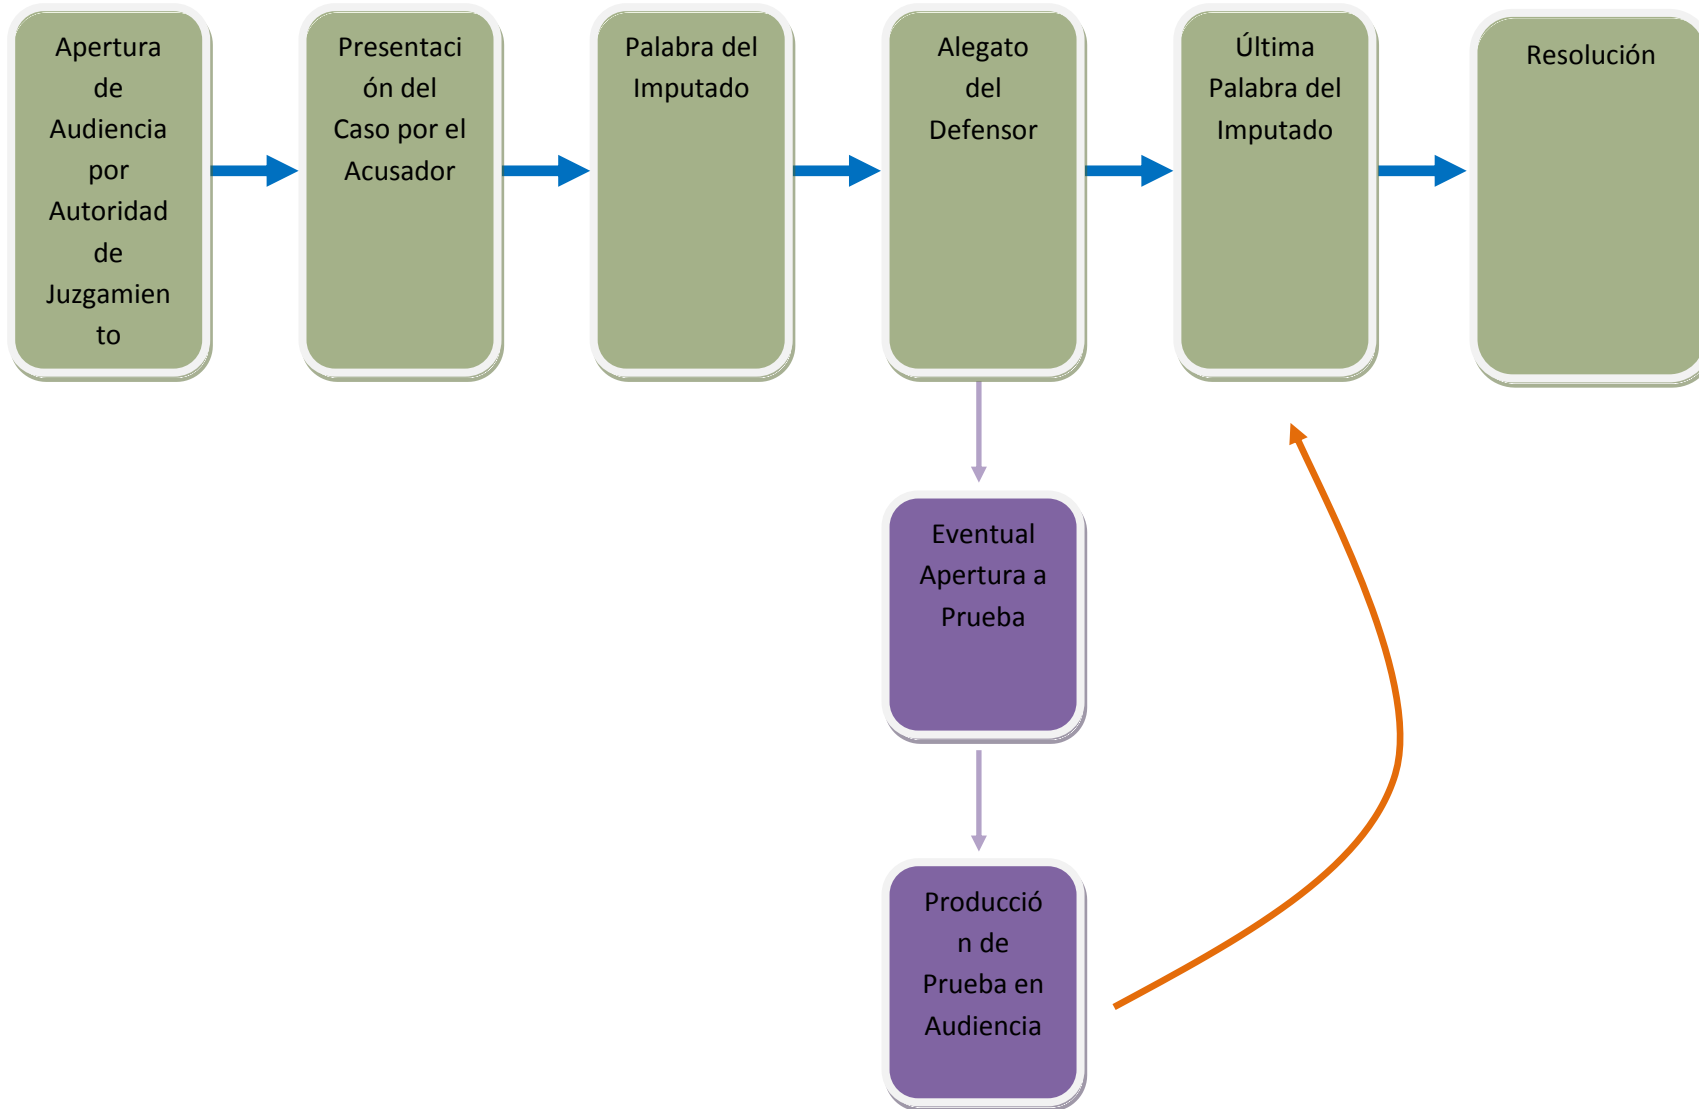 Apertura
de
Audiencia
por
Autoridad
de
Juzgamien
to
Presentaci
ón del
Caso por el
Acusador
Palabra del
Imputado
Alegato
del
Defensor
Última
Palabra del
Imputado
Resolución
Eventual
Apertura a
Prueba
Producció
n de
Prueba en
Audiencia